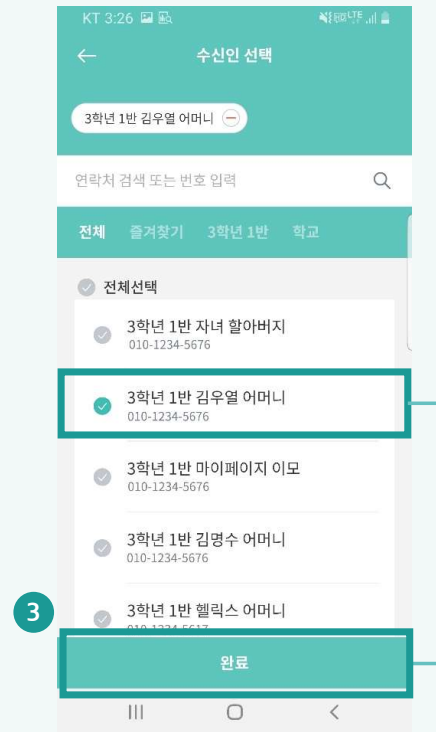 KT 3:26
수신인 선택
3학년 1반 김우열 어머니
연락처 검색 또는 번호 입력
전체 즐겨찾기 3학년 1반 학교
전체선택
3학년 1반 자녀 할아버지
010-1234-5676
3학년 1반 김우열 어머니
010-1234-5676
3학년 1반 마이페이지 이모
010-1234-5676
3학년 1반 김명수 어머니
010-1234-5676
3학년 1반 헬릭스 어머니
3
완료